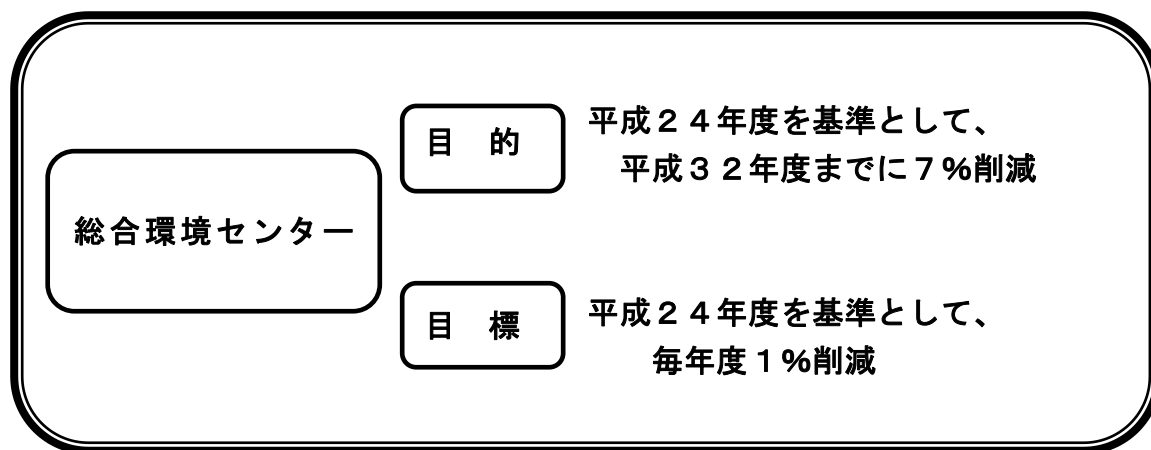 総合環境センター
目　的
平成２４年度を基準として、
平成３２年度までに７％削減
目　標
平成２４年度を基準として、
毎年度１％削減